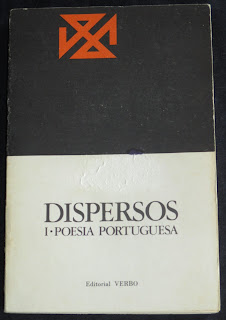 DISPERSOS
I • POESIA PORTUGUESA
Editorial VERBO